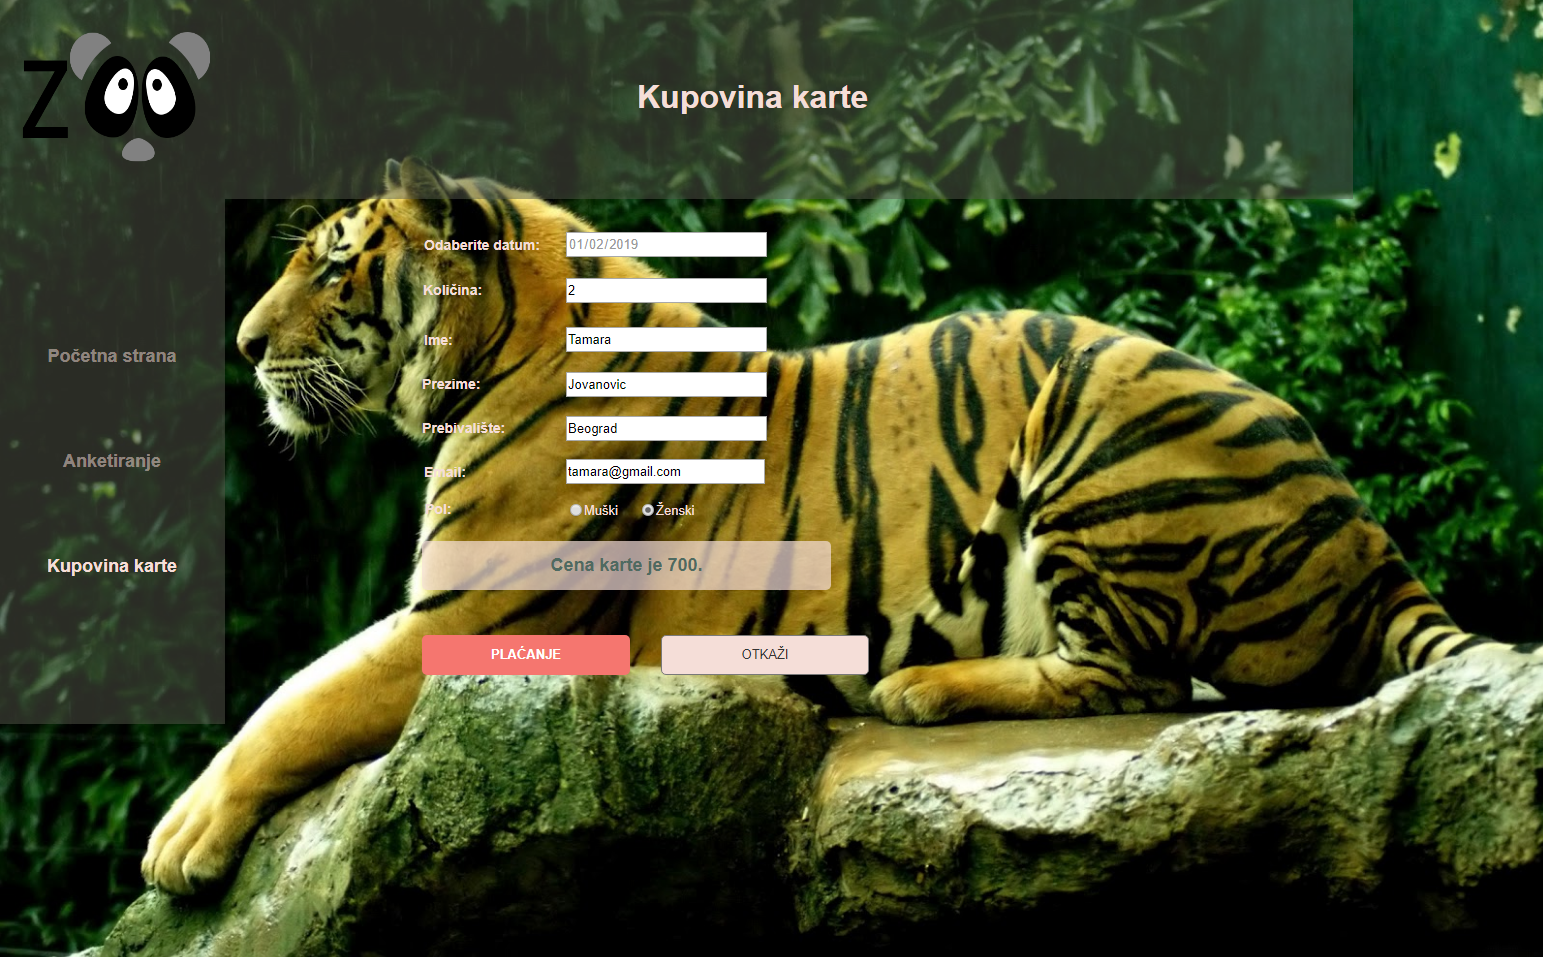 ZOO
Kupovina karte
Odaberite datum: 01/02/2019
Količina: 2
Početna strana
Ime: Tamara
Prezime: Jovanovic
Prebivalište: Beograd
Anketiranje
Email: tamara@gmail.com
Pol: Muški Ženski
Kupovina karte
Cena karte je 700.
PLAĆANJE OTKAŽI